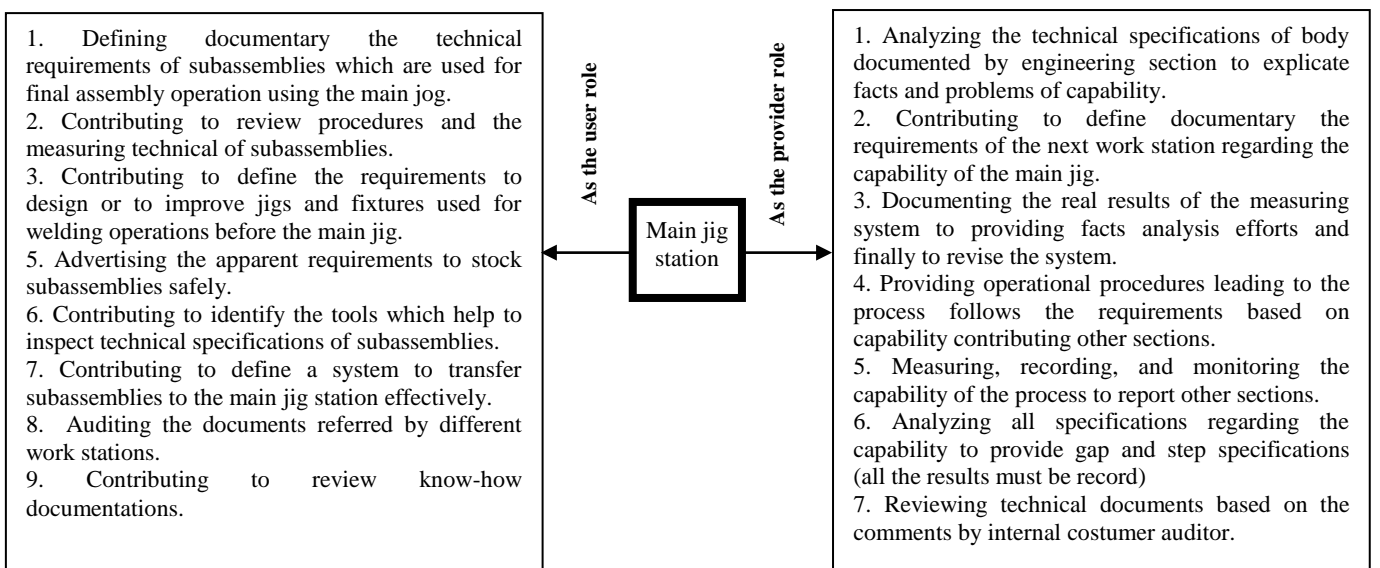 1. Defining documentary the technical
requirements of subassemblies which are used for
final assembly operation using the main jog.
2. Contributing to review procedures and the
measuring technical of subassemblies.
3. Contributing to define the requirements to
design or to improve jigs and fixtures used for
welding operations before the main jig.
5. Advertising the apparent requirements to stock
subassemblies safely.
6. Contributing to identify the tools which help to
inspect technical specifications of subassemblies.
7. Contributing to define a system to transfer
subassemblies to the main jig station effectively.
8. Auditing the documents referred by different
work stations.
9. Contributing to review know-how
documentations.
As the user role
Main jig
station
As the provider role
1. Analyzing the technical specifications of body
documented by engineering section to explicate
facts and problems of capability.
2. Contributing to define documentary the
requirements of the next work station regarding the
capability of the main jig.
3. Documenting the real results of the measuring
system to providing facts analysis efforts and
finally to revise the system.
4. Providing operational procedures leading to the
process follows the requirements based on
capability contributing other sections.
5. Measuring, recording, and monitoring the
capability of the process to report other sections.
6. Analyzing all specifications regarding the
capability to provide gap and step specifications
(all the results must be record)
7. Reviewing technical documents based on the
comments by internal costumer auditor.